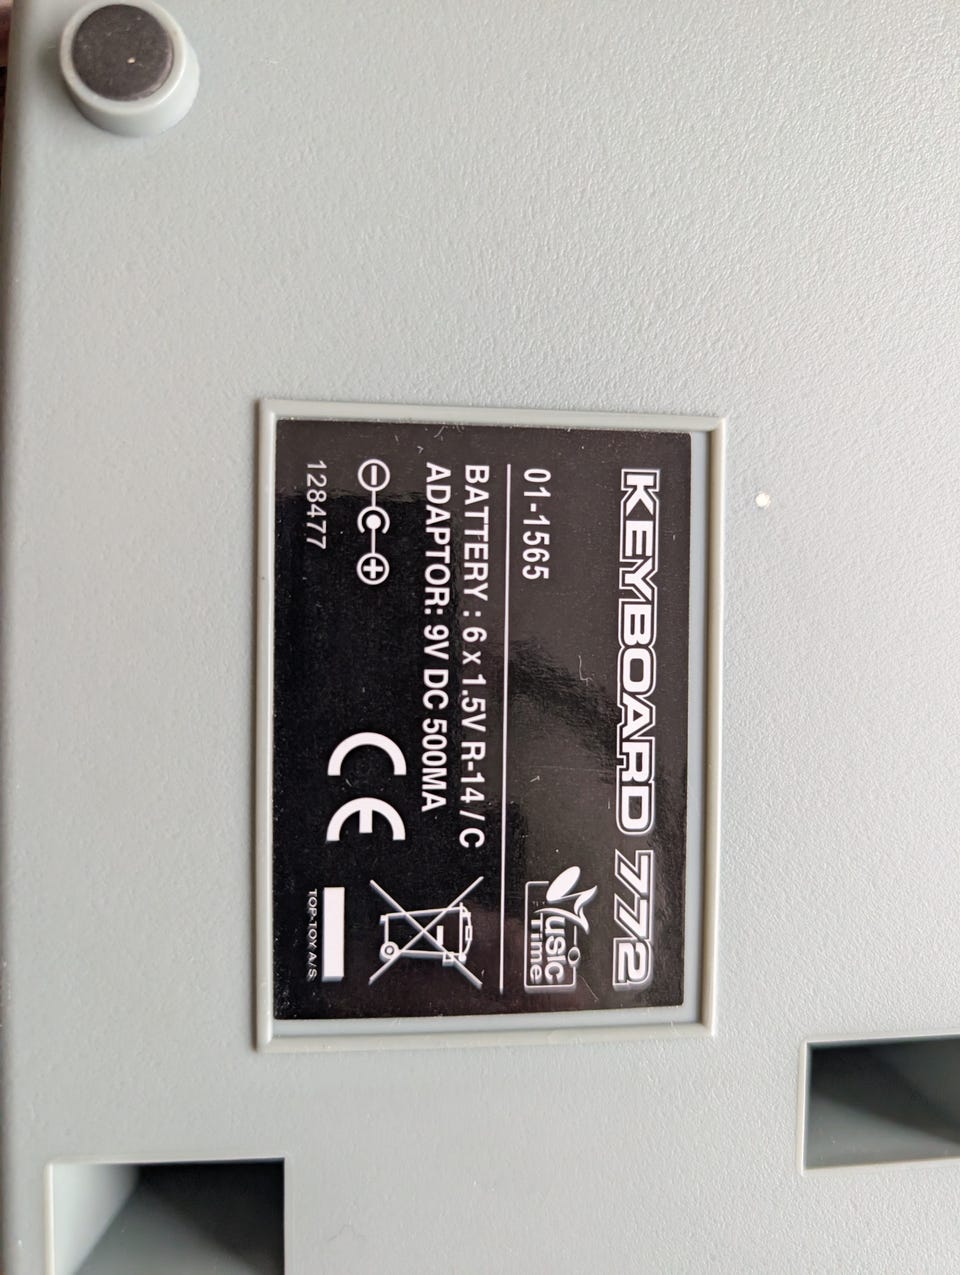 KEYBOARD 772
01-1565
Music
Time
BATTERY : 6 x 1.5V R-14 / C
ADAPTOR: 9V DC 500MA
CE
128477
TOP-TOY A/S